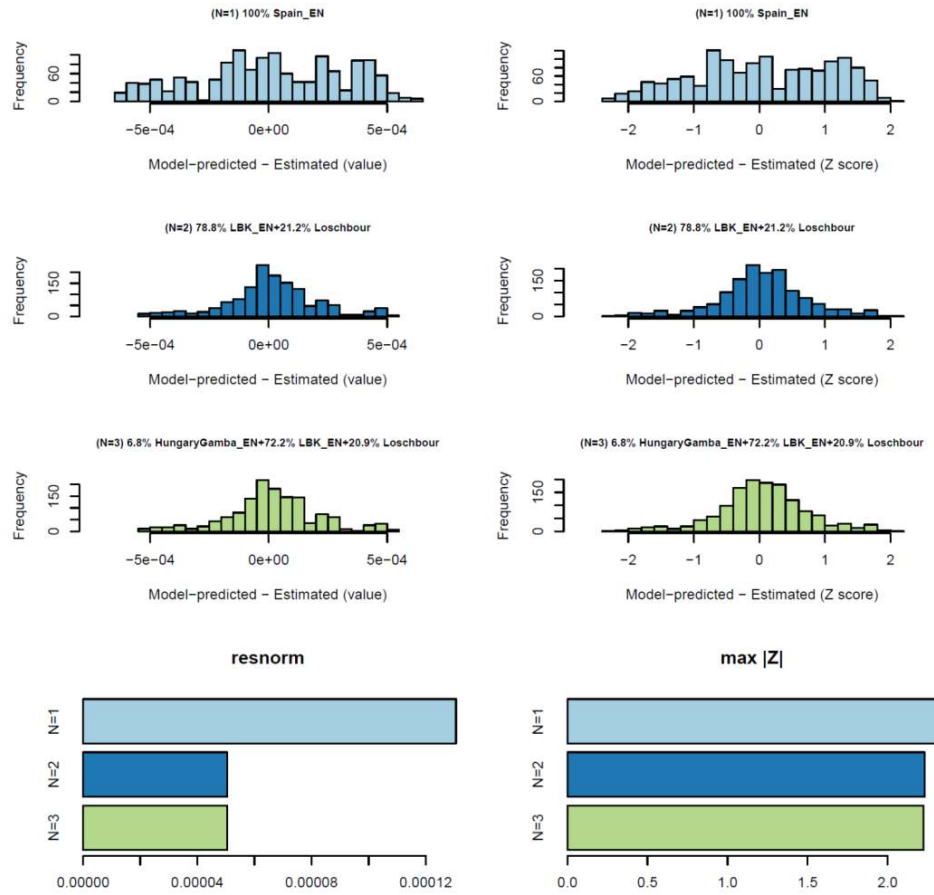 (N=1) 100% Spain_EN
Frequency
0 60
−5e−04 0e+00 5e−04
Model−predicted − Estimated (value)
(N=1) 100% Spain_EN
Frequency
0 60
−2 −1 0 1 2
Model−predicted − Estimated (Z score)
(N=2) 78.8% LBK_EN+21.2% Loschbour
Frequency
0 150
−5e−04 0e+00 5e−04
Model−predicted − Estimated (value)
(N=2) 78.8% LBK_EN+21.2% Loschbour
Frequency
0 150
−2 −1 0 1 2
Model−predicted − Estimated (Z score)
(N=3) 6.8% HungaryGamba_EN+72.2% LBK_EN+20.9% Loschbour
Frequency
0 150
−5e−04 0e+00 5e−04
Model−predicted − Estimated (value)
(N=3) 6.8% HungaryGamba_EN+72.2% LBK_EN+20.9% Loschbour
Frequency
0 150
−2 −1 0 1 2
Model−predicted − Estimated (Z score)
resnorm
N=1
N=2
N=3
0.00000 0.00004 0.00008 0.00012
max |Z|
N=1
N=2
N=3
0.0 0.5 1.0 1.5 2.0